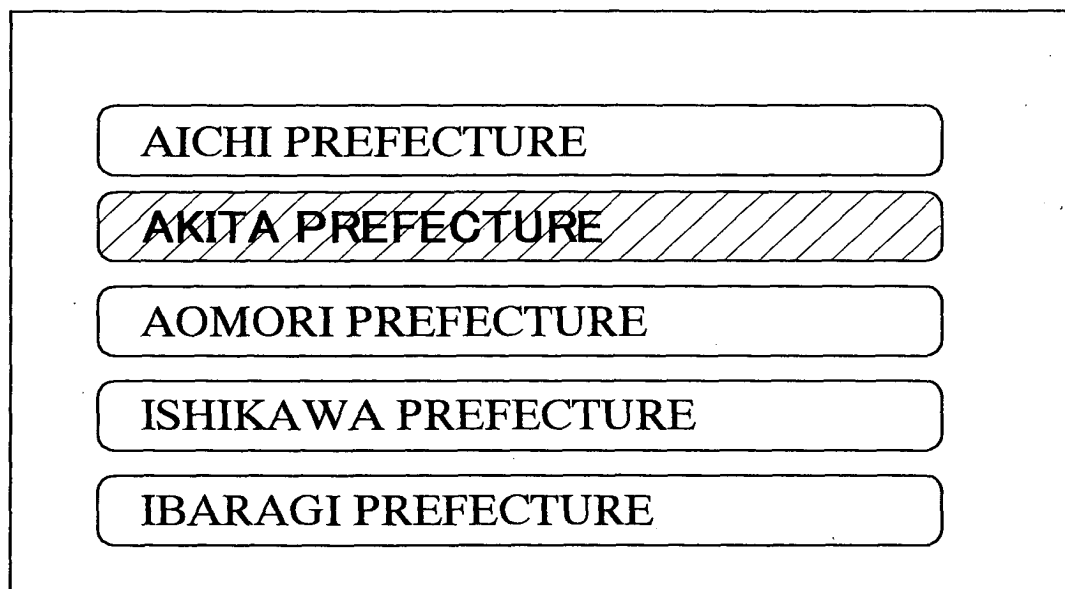 AICHI PREFECTURE
AKITA PREFECTURE
AOMORI PREFECTURE
ISHIKAWA PREFECTURE
IBARAGI PREFECTURE